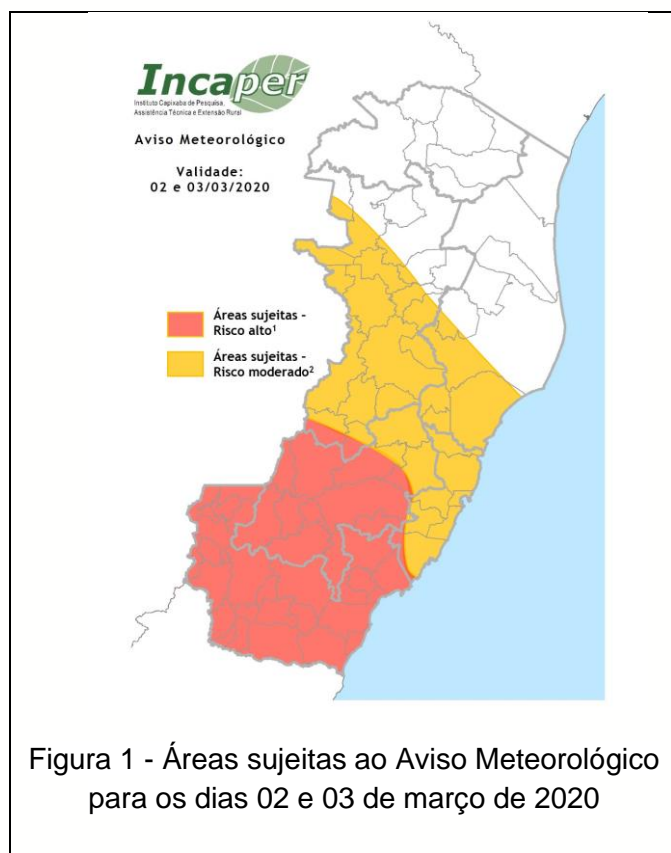 Incaper
Instituto Capixaba de Pesquisa,
Assistência Técnica e Extensão Rural
Aviso Meteorológico
Validade:
02 e 03/03/2020
Áreas sujeitas -
Risco alto¹
Áreas sujeitas -
Risco moderado²
Figura 1 - Áreas sujeitas ao Aviso Meteorológico
para os dias 02 e 03 de março de 2020